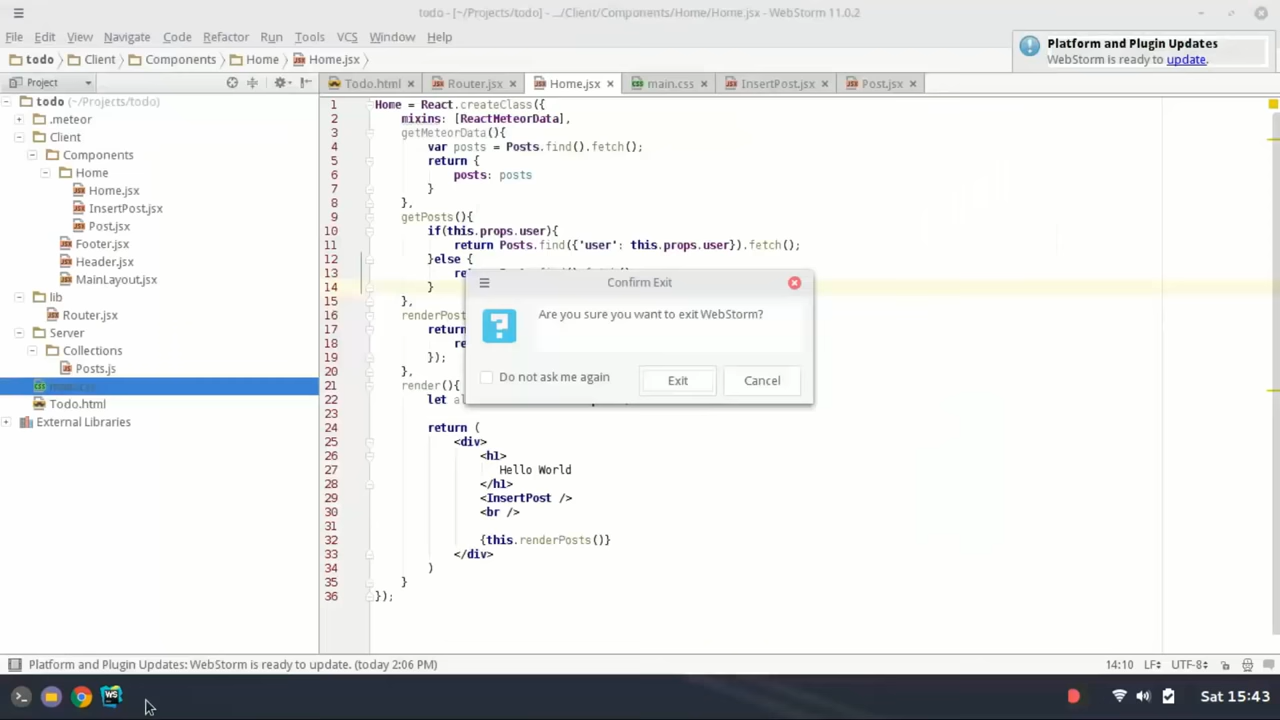 todo - [~/Projects/todo] - .../Client/Components/Home/Home.jsx - WebStorm 11.0.2
File Edit View Navigate Code Refactor Run Tools VCS Window Help
Platform and Plugin Updates
WebStorm is ready to update.
todo Client Components Home Home.jsx
Project
Todo.html Router.jsx Home.jsx main.css InsertPost.jsx Post.jsx
todo (~/Projects/todo)
.meteor
Client
Components
Home
Home.jsx
InsertPost.jsx
Post.jsx
Footer.jsx
Header.jsx
MainLayout.jsx
lib
Router.jsx
Server
Collections
Posts.js
main.css
Todo.html
External Libraries
1 Home = React.createClass({
2 mixins: [ReactMeteorData],
3 getMeteorData(){
4 var posts = Posts.find().fetch();
5 return {
6 posts: posts
7 }
8 },
9 getPosts(){
10 if(this.props.user){
11 return Posts.find({'user': this.props.user}).fetch();
12 }else {
13 re
14 }
15 },
16 renderPost
17 return
18 re
19 });
20 },
21 render(){
22 let a
23
24 return (
25 <div>
26 <h1>
27 Hello World
28 </h1>
29 <InsertPost />
30 <br />
31
32 {this.renderPosts()}
33 </div>
34 )
35 }
36 });
Confirm Exit
Are you sure you want to exit WebStorm?
Do not ask me again
Exit
Cancel
Platform and Plugin Updates: WebStorm is ready to update. (today 2:06 PM)
14:10 LF UTF-8
WS
Sat 15:43